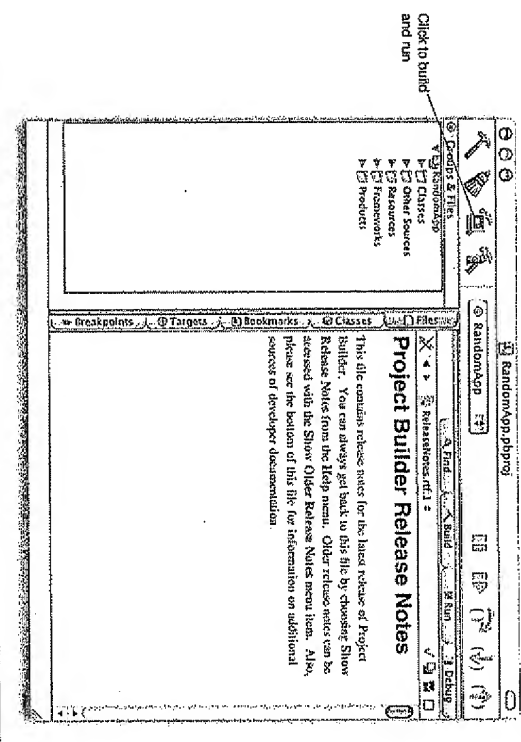 Click to build
and run
RandomApp.pbproj
RandomApp
Groups & Files
RandomApp
Classes
Other Sources
Resources
Frameworks
Products
Find
Build
Run
Debug
Files
Classes
Bookmarks
Targets
Breakpoints
ReleaseNotes.rtf:1
Project Builder Release Notes
This file contains release notes for the latest release of Project
Builder. You can always get back to this file by choosing Show
Release Notes from the Help menu. Older release notes can be
accessed with the Show Older Release Notes menu item. Also,
please see the bottom of this file for information on additional
sources of developer documentation.